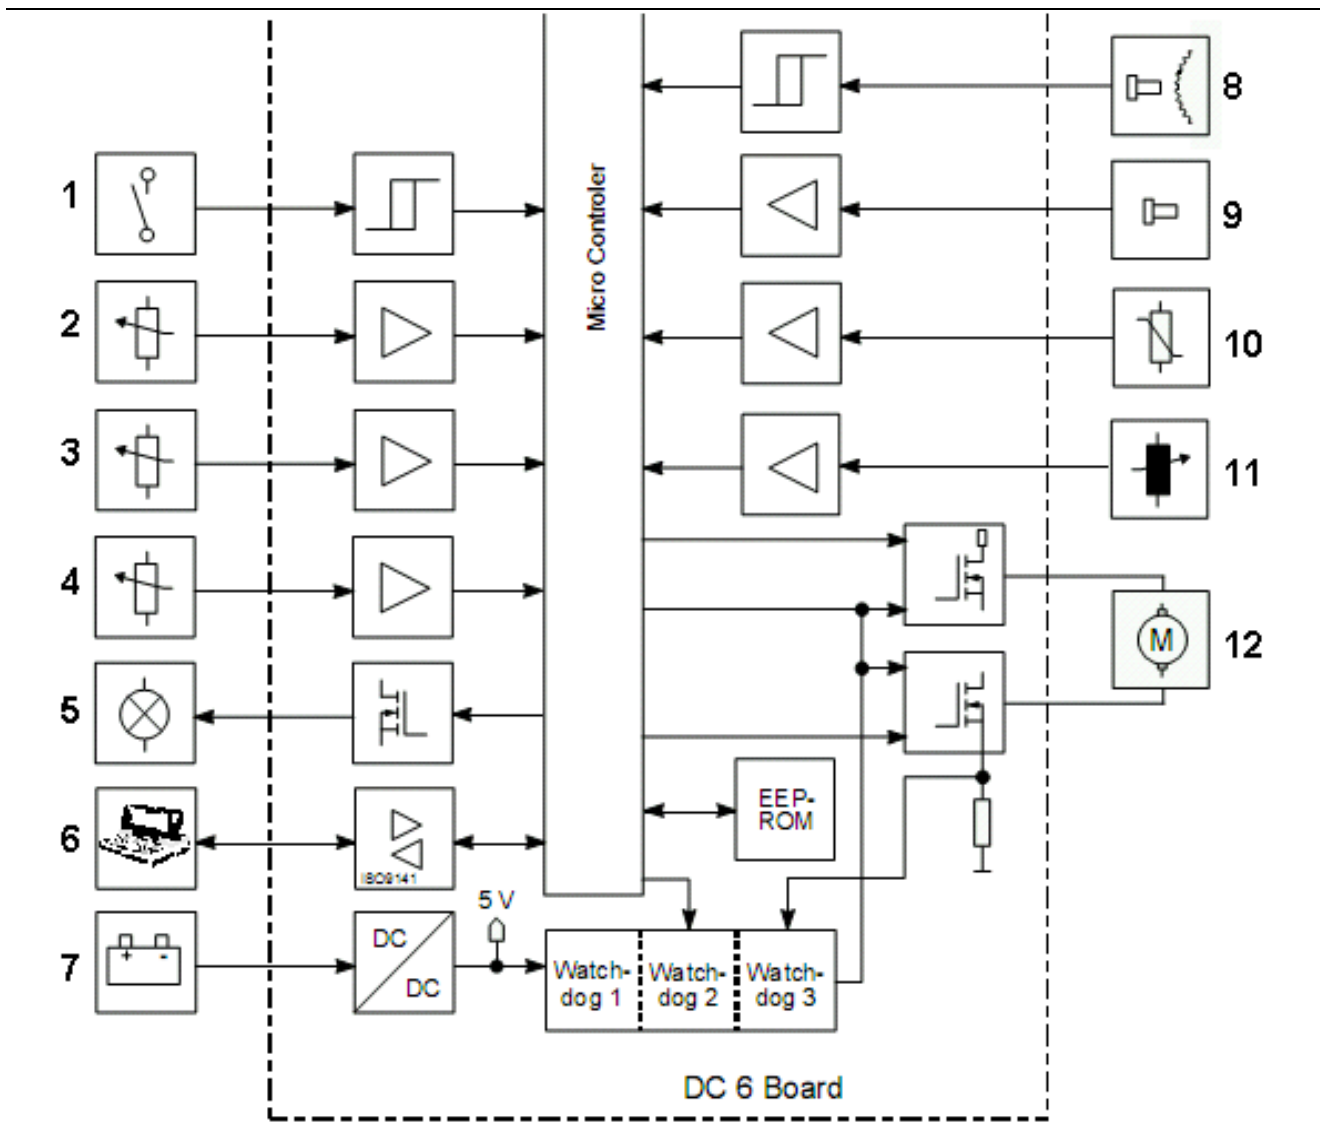 8
1
Micro Controler
9
2
10
3
11
4
M
12
5
EEP-
ROM
6
ISO9141
5 V
7
DC
DC
+ -
Watch-
dog 1
Watch-
dog 2
Watch-
dog 3
DC 6 Board